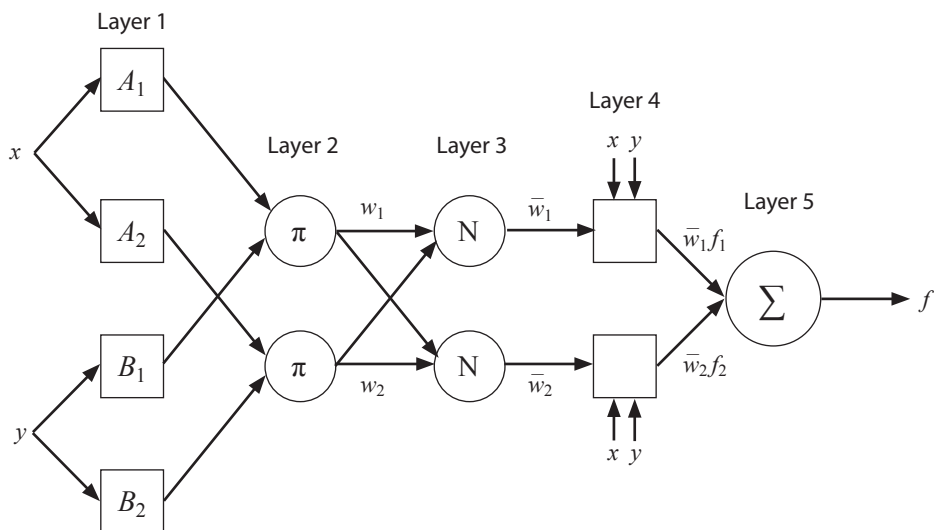 Layer 1
A₁
x
A₂
B₁
y
B₂
Layer 2
π
π
w₁
w₂
Layer 3
N
N
w̅₁
w̅₂
Layer 4
x y
x y
w̅₁f₁
w̅₂f₂
Layer 5
∑
f